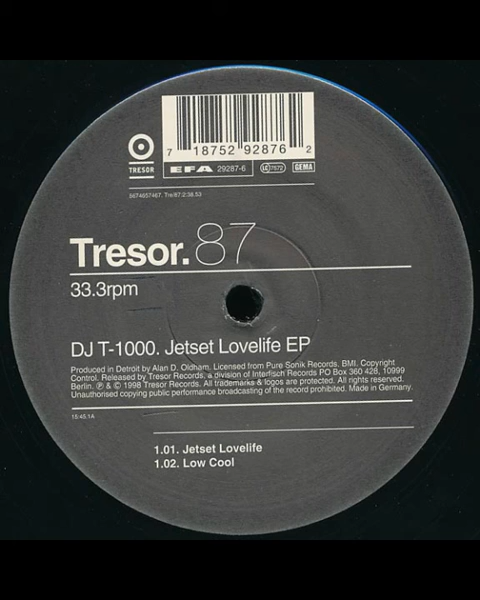 7 18752 92876 2
TRESOR
EFA 29287-6 LC 7572 GEMA
Tresor.87
33.3rpm
DJ T-1000. Jetset Lovelife EP
Produced in Detroit by Alan D. Oldham. Licensed from Pure Sonik Records, BMI. Copyright
Control. Released by Tresor Records, a division of Interfisch Records PO Box 360 428, 10999
Berlin. ℗ & © 1998 Tresor Records. All trademarks & logos are protected. All rights reserved.
Unauthorised copying public performance broadcasting of the record prohibited. Made in Germany.
1.01. Jetset Lovelife
1.02. Low Cool